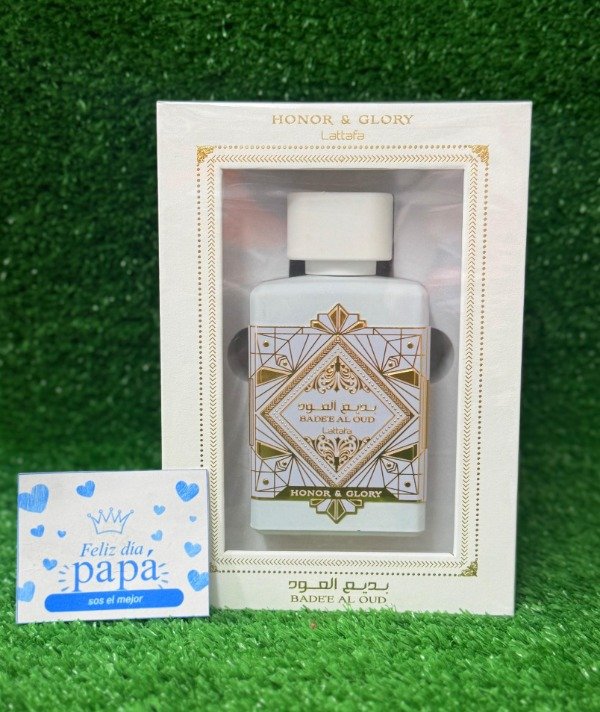 HONOR & GLORY
Lattafa
بديع العود
BADE'E AL OUD
Lattafa
HONOR & GLORY
بديع العود
BADE'E AL OUD
Feliz día
papá
sos el mejor